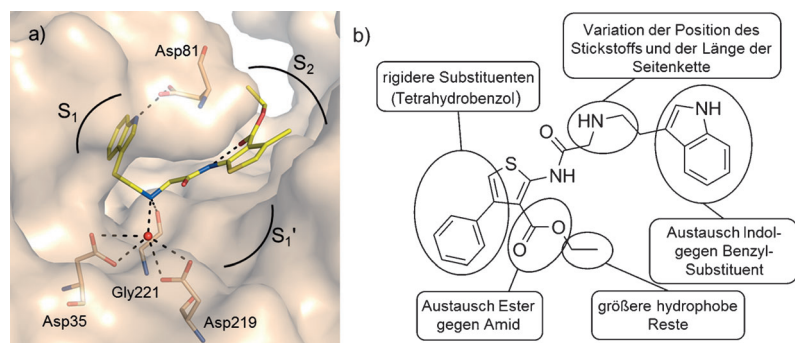 a)
Asp81
S1
S2
S1'
Asp35
Gly221
Asp219
b)
Variation der Position des
Stickstoffs und der Länge der
Seitenkette
rigidere Substituenten
(Tetrahydrobenzol)
HN
NH
O
S
NH
O
O
Austausch Indol-
gegen Benzyl-
Substituent
Austausch Ester
gegen Amid
größere hydrophobe
Reste